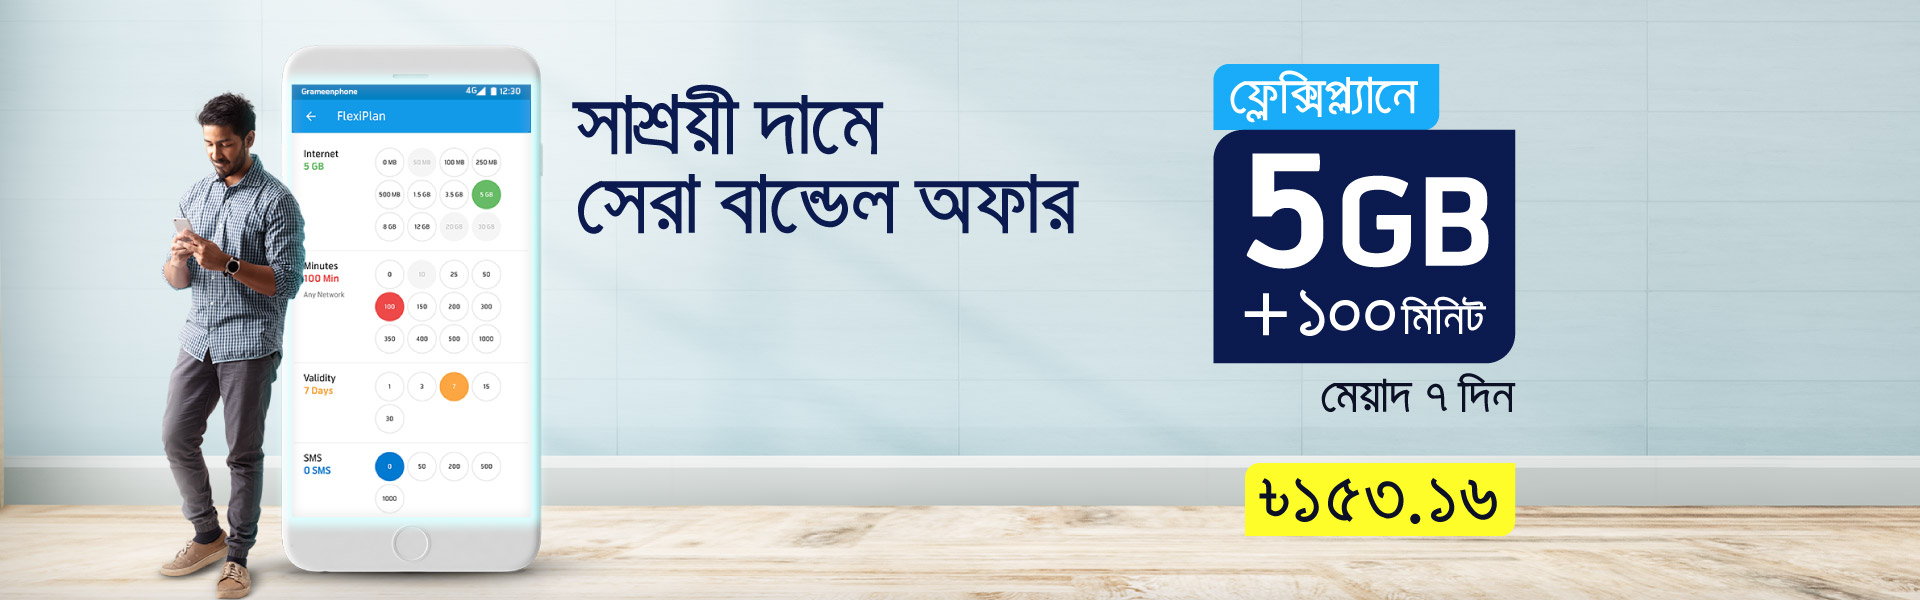 Grameenphone 4G 12:30
← FlexiPlan
Internet
5 GB
0 MB 50 MB 100 MB 250 MB
500 MB 1.5 GB 3.5 GB 5 GB
8 GB 12 GB 20 GB 30 GB
Minutes
100 Min
Any Network
0 10 25 50
100 150 200 300
350 400 500 1000
Validity
7 Days
1 3 7 15
30
SMS
0 SMS
0 50 200 500
1000
সাশ্রয়ী দামে
সেরা বান্ডেল অফার
ফ্লেক্সিপ্ল্যানে
5GB
+১০০মিনিট
মেয়াদ ৭ দিন
৳১৫৩.১৬